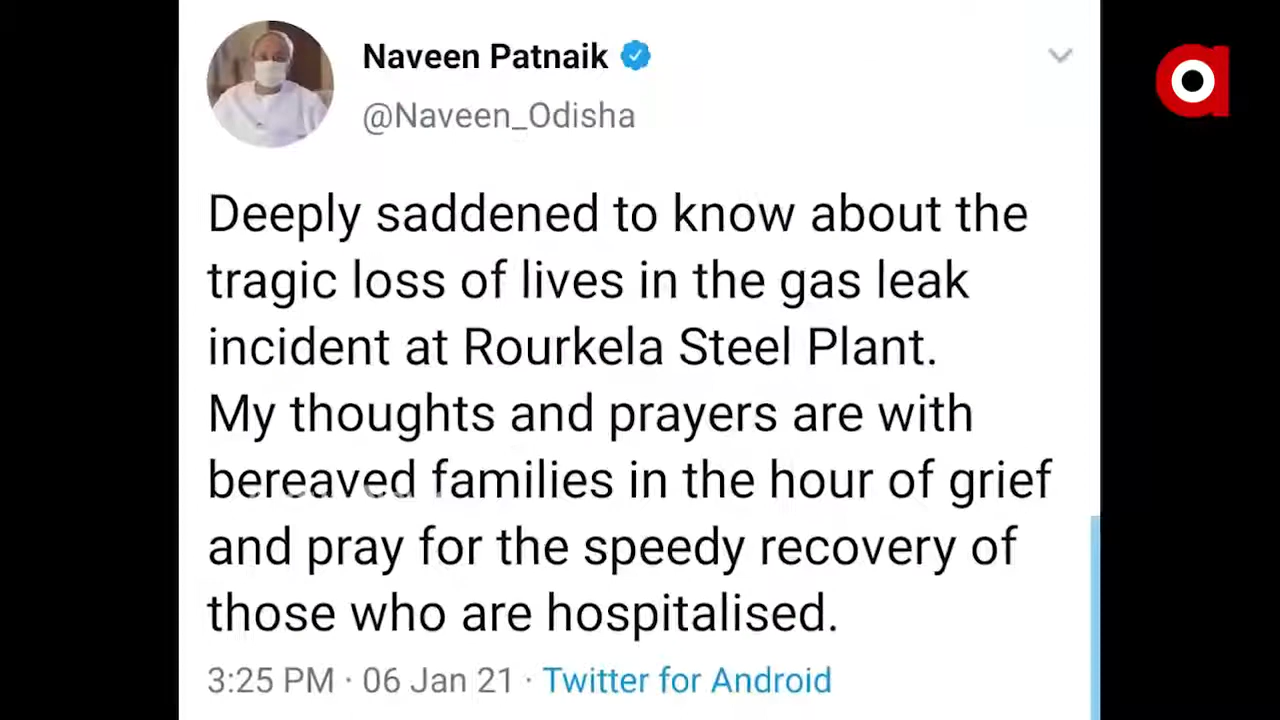 Naveen Patnaik
@Naveen_Odisha
Deeply saddened to know about the
tragic loss of lives in the gas leak
incident at Rourkela Steel Plant.
My thoughts and prayers are with
bereaved families in the hour of grief
and pray for the speedy recovery of
those who are hospitalised.
3:25 PM · 06 Jan 21 · Twitter for Android